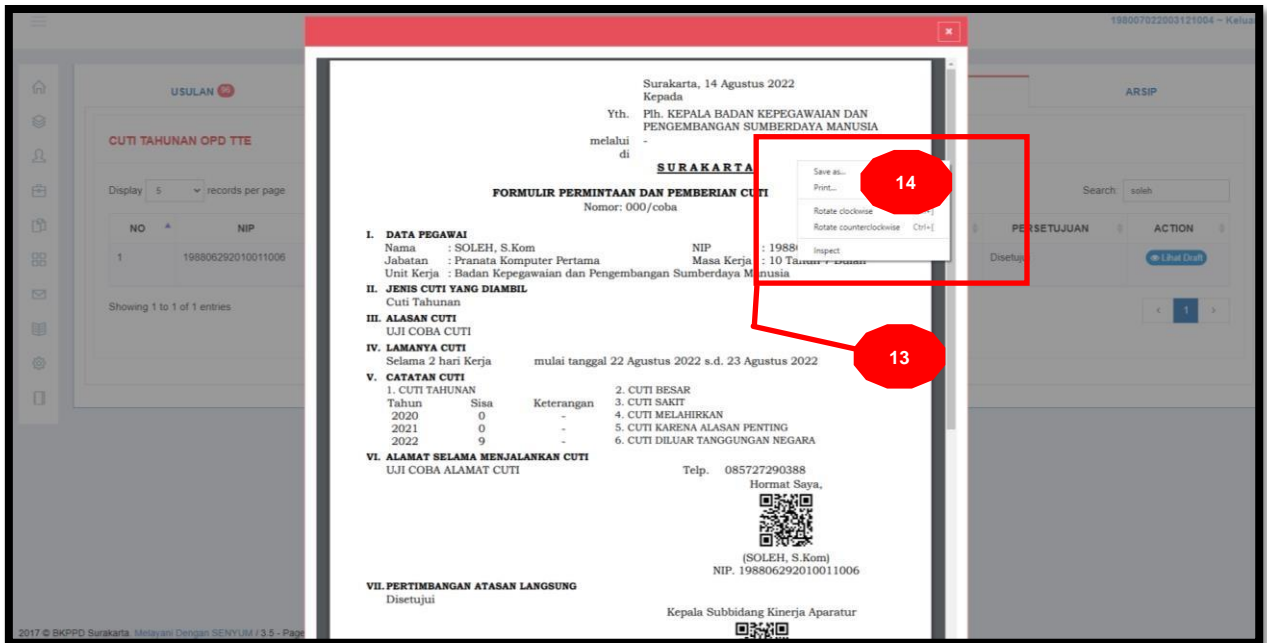 198007022003121004 ~ Keluar
USULAN 96
ARSIP
CUTI TAHUNAN OPD TTE
Display 5 records per page
Search: soleh
NO NIP PERSETUJUAN ACTION
1 198806292010011006 Disetujui Lihat Draft
Showing 1 to 1 of 1 entries
< 1 >
Surakarta, 14 Agustus 2022
Kepada
Yth. Plh. KEPALA BADAN KEPEGAWAIAN DAN
PENGEMBANGAN SUMBERDAYA MANUSIA
melalui -
di
SURAKARTA
FORMULIR PERMINTAAN DAN PEMBERIAN CUTI
Nomor: 000/coba
I. DATA PEGAWAI
Nama : SOLEH, S.Kom NIP : 1988
Jabatan : Pranata Komputer Pertama Masa Kerja : 10 Tahun 7 Bulan
Unit Kerja : Badan Kepegawaian dan Pengembangan Sumberdaya Manusia
II. JENIS CUTI YANG DIAMBIL
Cuti Tahunan
III. ALASAN CUTI
UJI COBA CUTI
IV. LAMANYA CUTI
Selama 2 hari Kerja mulai tanggal 22 Agustus 2022 s.d. 23 Agustus 2022
V. CATATAN CUTI
1. CUTI TAHUNAN 2. CUTI BESAR
Tahun Sisa Keterangan 3. CUTI SAKIT
2020 0 - 4. CUTI MELAHIRKAN
2021 0 - 5. CUTI KARENA ALASAN PENTING
2022 9 - 6. CUTI DILUAR TANGGUNGAN NEGARA
VI. ALAMAT SELAMA MENJALANKAN CUTI
UJI COBA ALAMAT CUTI Telp. 085727290388
Hormat Saya,
(SOLEH, S.Kom)
NIP. 198806292010011006
VII. PERTIMBANGAN ATASAN LANGSUNG
Disetujui
Kepala Subbidang Kinerja Aparatur
Save as...
Print...
Rotate clockwise
Rotate counterclockwise Ctrl+[
Inspect
14
13
2017 © BKPPD Surakarta. Melayani Dengan SENYUM / 3.5 - Page